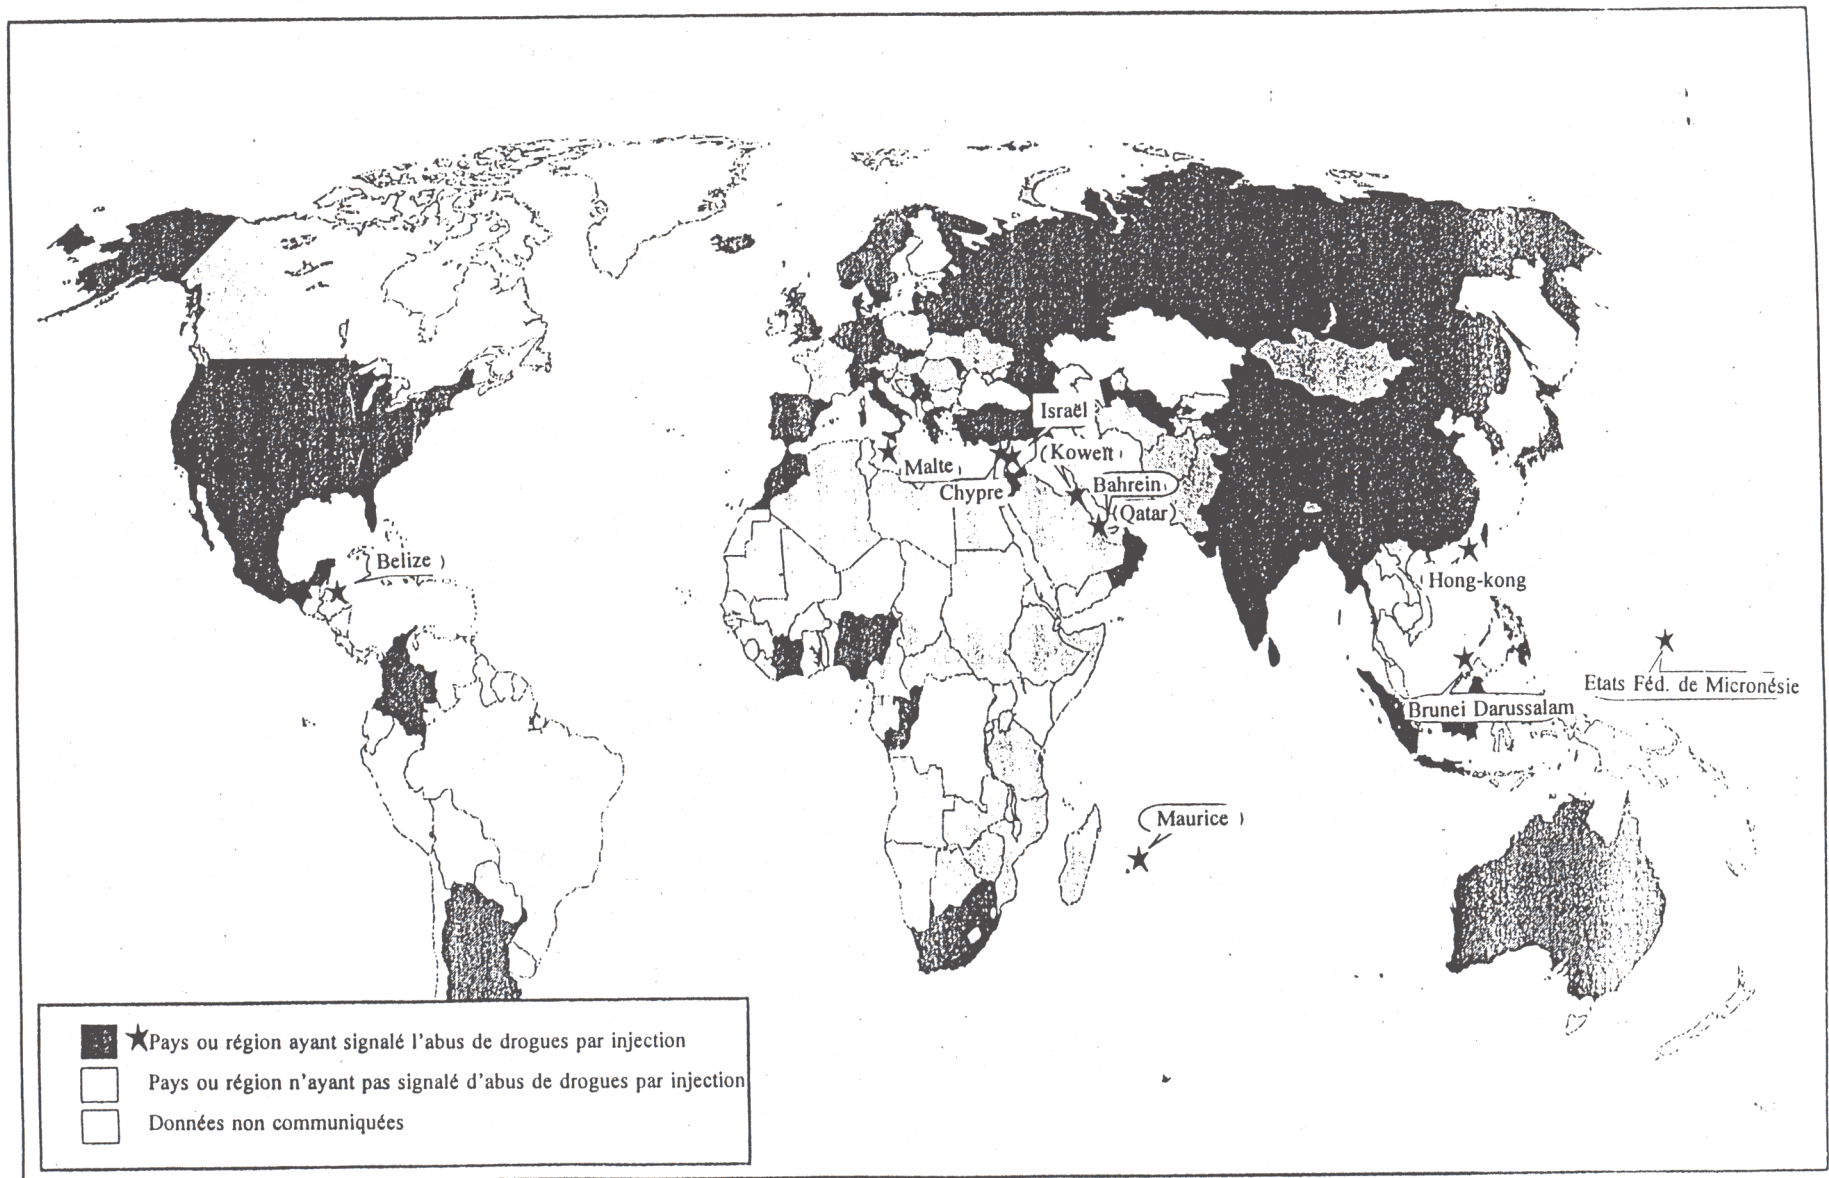 Israël
Malte
Koweït
Chypre
Bahrein
Qatar
Belize
Hong-kong
Etats Féd. de Micronésie
Brunei Darussalam
Maurice
Pays ou région ayant signalé l'abus de drogues par injection
Pays ou région n'ayant pas signalé d'abus de drogues par injection
Données non communiquées